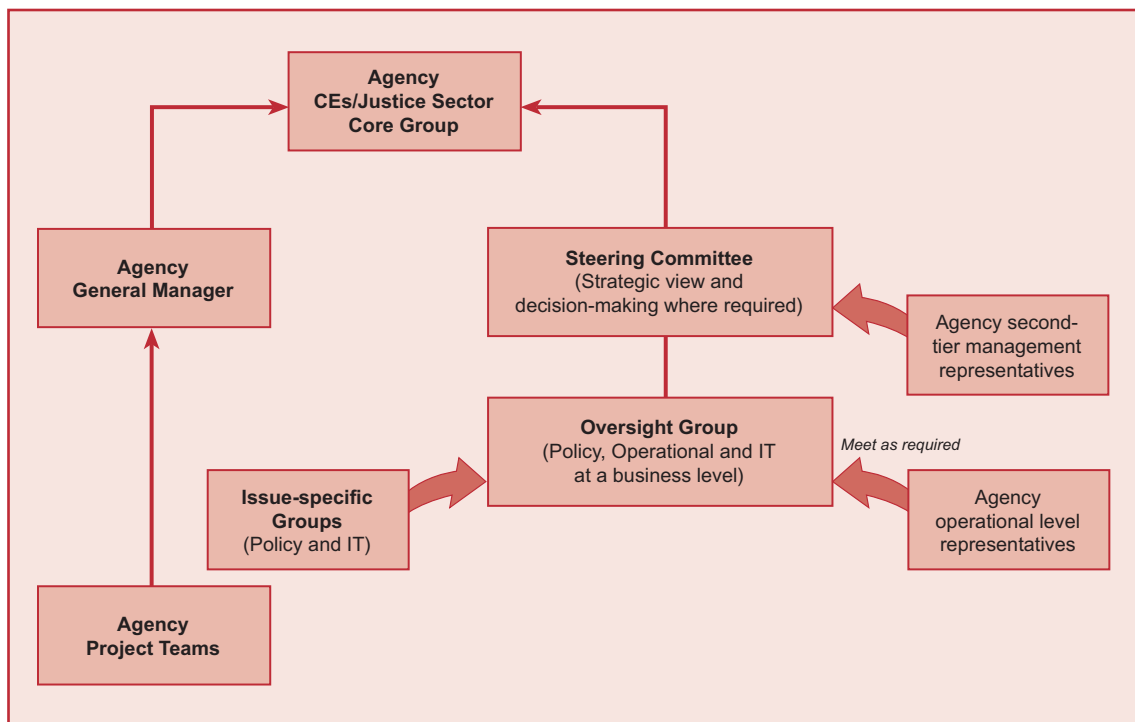 Agency
CEs/Justice Sector
Core Group
Agency
General Manager
Steering Committee
(Strategic view and
decision-making where required)
Agency second-
tier management
representatives
Oversight Group
(Policy, Operational and IT
at a business level)
Meet as required
Issue-specific
Groups
(Policy and IT)
Agency
operational level
representatives
Agency
Project Teams